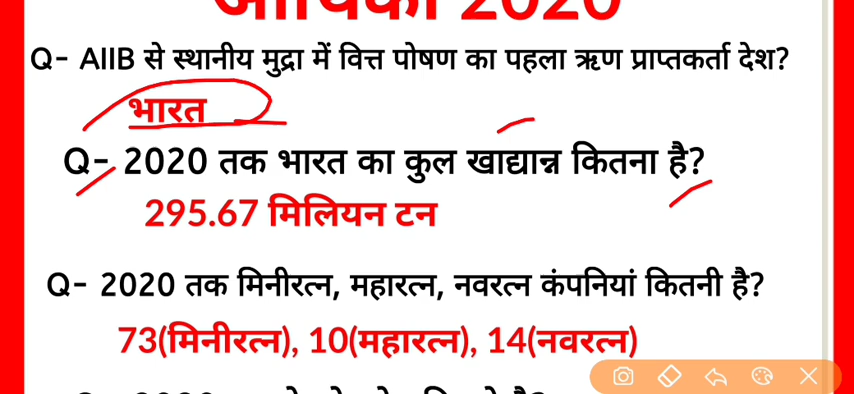 2020
Q- AIIB से स्थानीय मुद्रा में वित्त पोषण का पहला ऋण प्राप्तकर्ता देश?
भारत
Q- 2020 तक भारत का कुल खाद्यान्न कितना है?
295.67 मिलियन टन
Q- 2020 तक मिनीरत्न, महारत्न, नवरत्न कंपनियां कितनी है?
73(मिनीरत्न), 10(महारत्न), 14(नवरत्न)